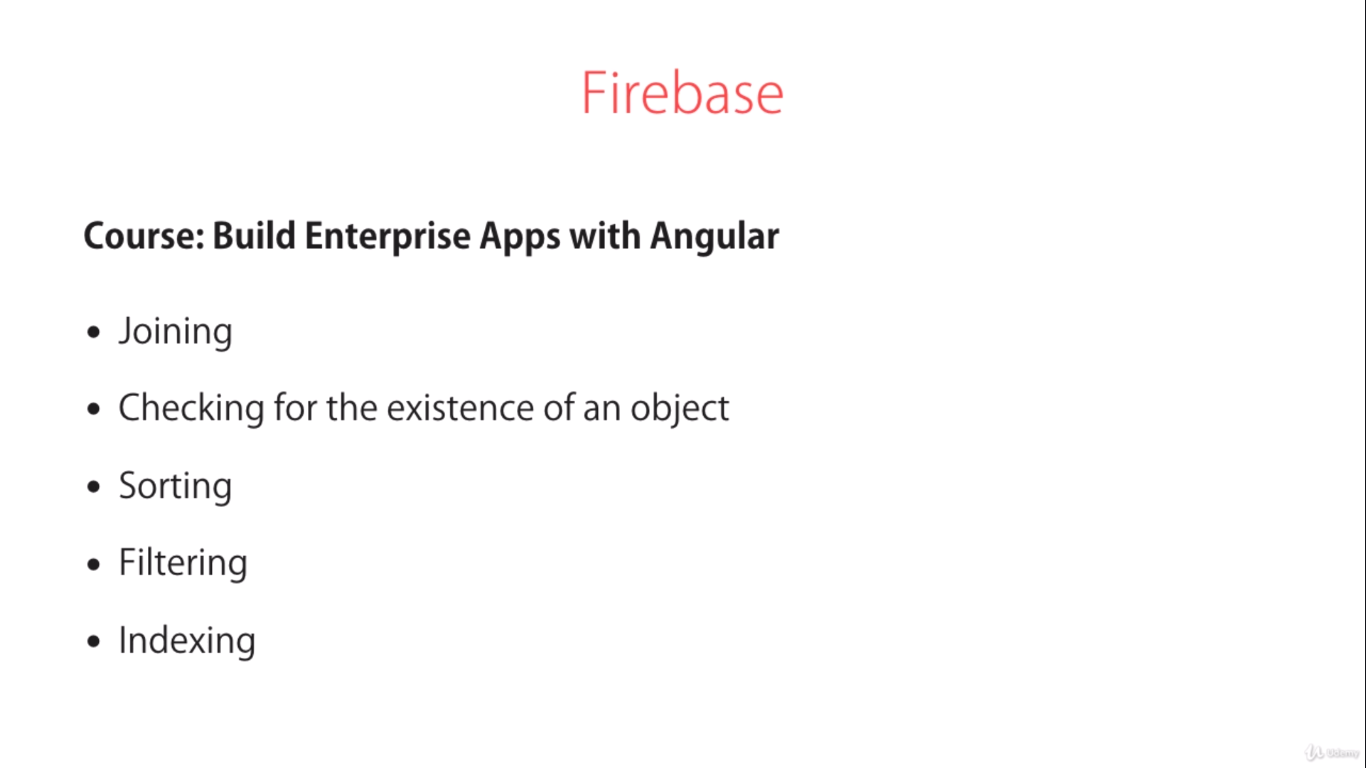 Firebase
Course: Build Enterprise Apps with Angular
• Joining
• Checking for the existence of an object
• Sorting
• Filtering
• Indexing
Udemy